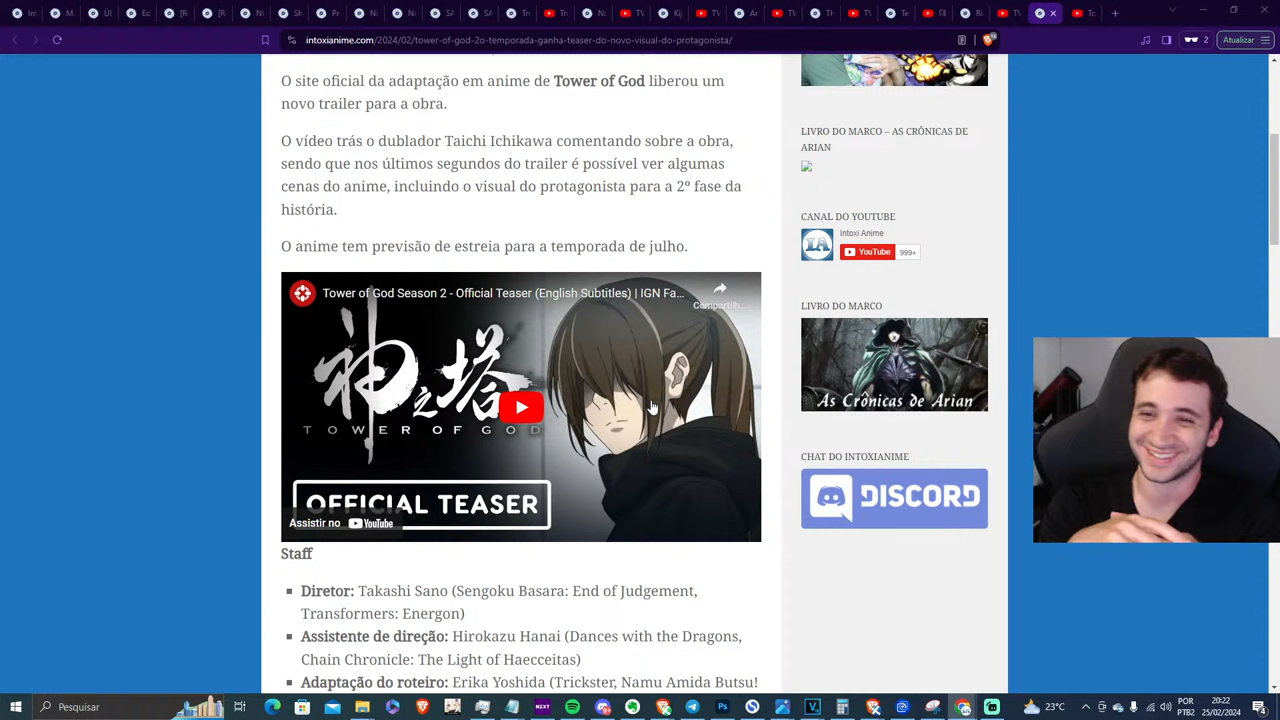 intoxianime.com/2024/02/tower-of-god-2o-temporada-ganha-teaser-do-novo-visual-do-protagonista/
2
Atualizar
O site oficial da adaptação em anime de Tower of God liberou um
novo trailer para a obra.
O vídeo trás o dublador Taichi Ichikawa comentando sobre a obra,
sendo que nos últimos segundos do trailer é possível ver algumas
cenas do anime, incluindo o visual do protagonista para a 2º fase da
história.
O anime tem previsão de estreia para a temporada de julho.
Tower of God Season 2 - Official Teaser (English Subtitles) | IGN Fa...
Compartilh...
神之塔
TOWER OF GOD
OFFICIAL TEASER
Assistir no YouTube
Staff
Diretor: Takashi Sano (Sengoku Basara: End of Judgement,
Transformers: Energon)
Assistente de direção: Hirokazu Hanai (Dances with the Dragons,
Chain Chronicle: The Light of Haecceitas)
Adaptação do roteiro: Erika Yoshida (Trickster, Namu Amida Butsu!
LIVRO DO MARCO – AS CRÔNICAS DE
ARIAN
CANAL DO YOUTUBE
IA
Intoxi Anime
YouTube 999+
LIVRO DO MARCO
As Crônicas de Arian
CHAT DO INTOXIANIME
DISCORD
Pesquisar
23°C
POR
PTB2
20:22
25/02/2024